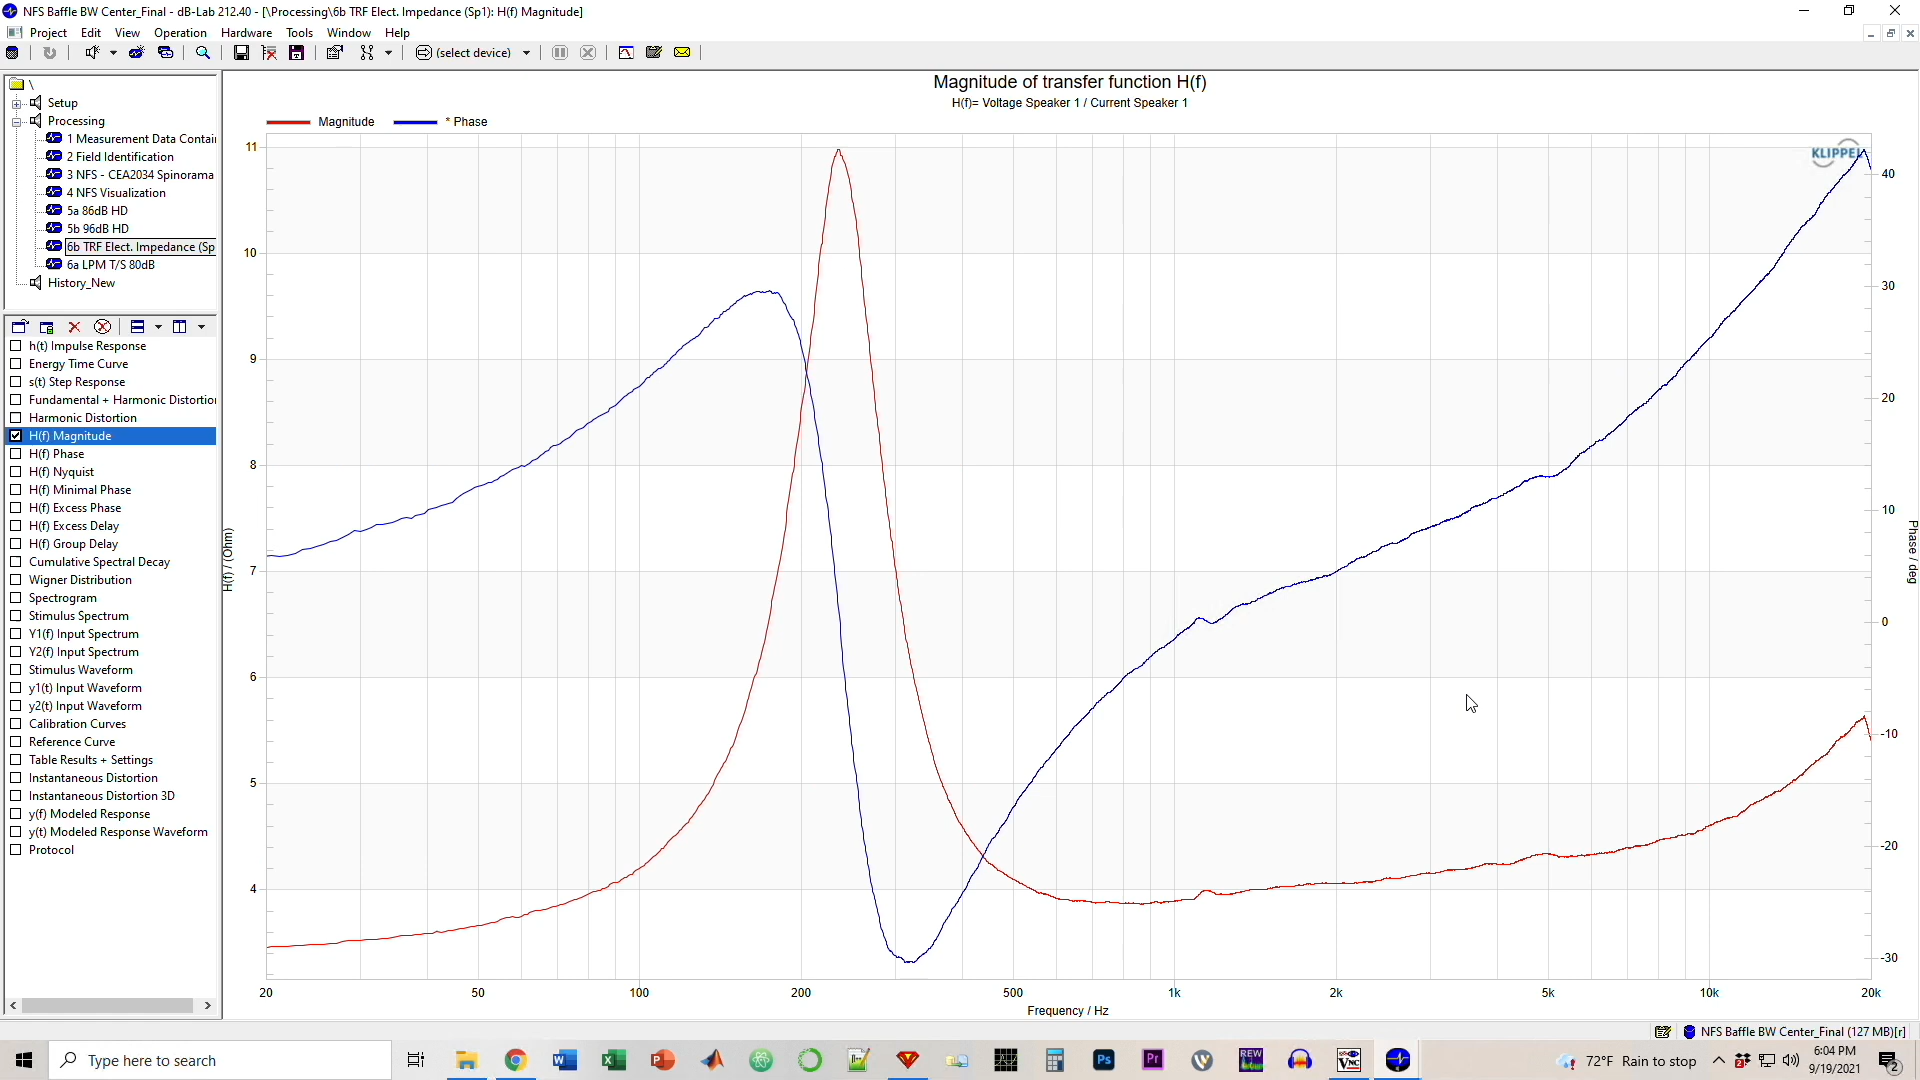 NFS Baffle BW Center_Final - dB-Lab 212.40 - [\Processing\6b TRF Elect. Impedance (Sp1): H(f) Magnitude]
Project Edit View Operation Hardware Tools Window Help
(select device)
\
Setup
Processing
1 Measurement Data Contai
2 Field Identification
3 NFS - CEA2034 Spinorama
4 NFS Visualization
5a 86dB HD
5b 96dB HD
6b TRF Elect. Impedance (Sp
6a LPM T/S 80dB
History_New
h(t) Impulse Response
Energy Time Curve
s(t) Step Response
Fundamental + Harmonic Distortio
Harmonic Distortion
H(f) Magnitude
H(f) Phase
H(f) Nyquist
H(f) Minimal Phase
H(f) Excess Phase
H(f) Excess Delay
H(f) Group Delay
Cumulative Spectral Decay
Wigner Distribution
Spectrogram
Stimulus Spectrum
Y1(f) Input Spectrum
Y2(f) Input Spectrum
Stimulus Waveform
y1(t) Input Waveform
y2(t) Input Waveform
Calibration Curves
Reference Curve
Table Results + Settings
Instantaneous Distortion
Instantaneous Distortion 3D
y(f) Modeled Response
y(t) Modeled Response Waveform
Protocol
Magnitude of transfer function H(f)
H(f)= Voltage Speaker 1 / Current Speaker 1
Magnitude * Phase
KLIPPEL
11
10
9
8
7
6
5
4
H(f) / (Ohm)
40
30
20
10
0
-10
-20
-30
Phase / deg
20 50 100 200 500 1k 2k 5k 10k 20k
Frequency / Hz
NFS Baffle BW Center_Final (127 MB)[r]
Type here to search
72°F Rain to stop
6:04 PM
9/19/2021
2